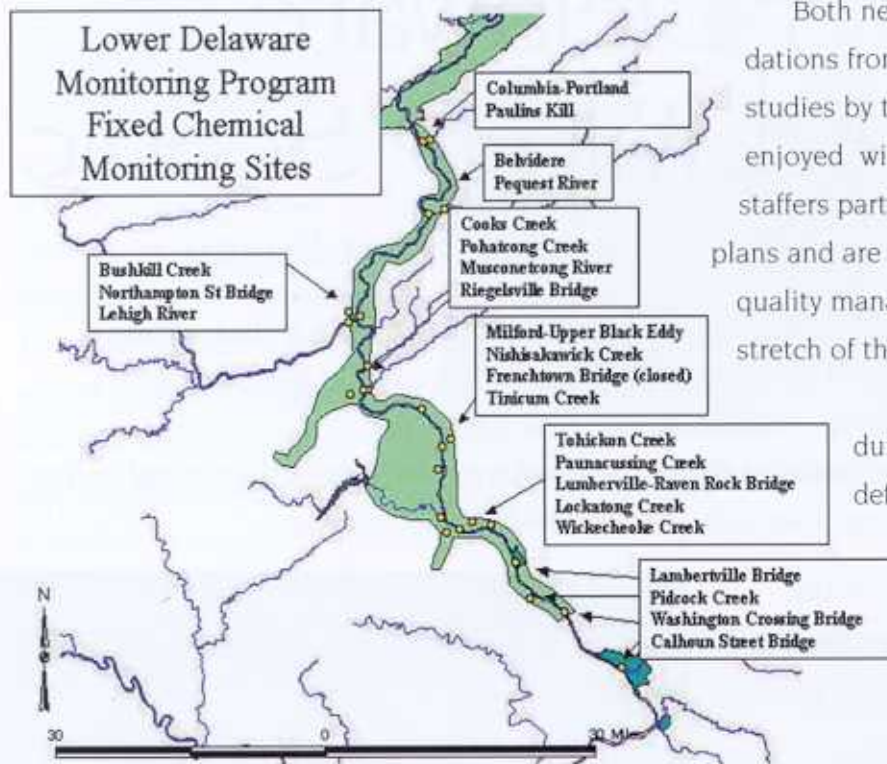 Lower Delaware
Monitoring Program
Fixed Chemical
Monitoring Sites
Columbia-Portland
Paulins Kill
Belvidere
Pequest River
Cooks Creek
Pohatcong Creek
Musconetcong River
Riegelsville Bridge
Bushkill Creek
Northampton St Bridge
Lehigh River
Milford-Upper Black Eddy
Nishisakawick Creek
Frenchtown Bridge (closed)
Tinicum Creek
Tohickon Creek
Paunacussing Creek
Lumberville-Raven Rock Bridge
Lockatong Creek
Wickecheoke Creek
Lambertville Bridge
Pidcock Creek
Washington Crossing Bridge
Calhoun Street Bridge
N
30 0 30 Miles
Both ne
dations from
studies by t
enjoyed wi
staffers part
plans and are
quality mana
stretch of th
du
def